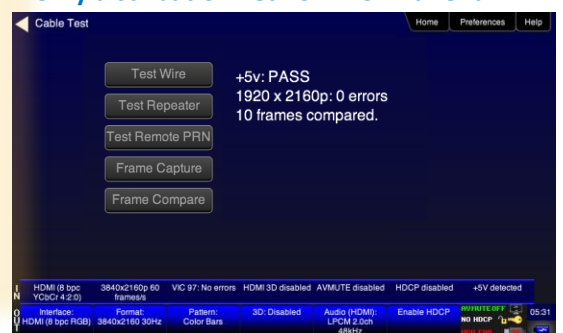 Cable Test
Home Preferences Help
Test Wire
Test Repeater
Test Remote PRN
Frame Capture
Frame Compare
+5v: PASS
1920 x 2160p: 0 errors
10 frames compared.
IN
HDMI (8 bpc YCbCr 4:2:0)
3840x2160p 60 frames/s
VIC 97: No errors
HDMI 3D disabled
AVMUTE disabled
HDCP disabled
+5V detected
OUT
Interface:
HDMI (8 bpc RGB)
Format:
3840x2160 30Hz
Pattern:
Color Bars
3D: Disabled
Audio (HDMI):
LPCM 2.0ch
48kHz
Enable HDCP
AVMUTE OFF
NO HDCP
05:31